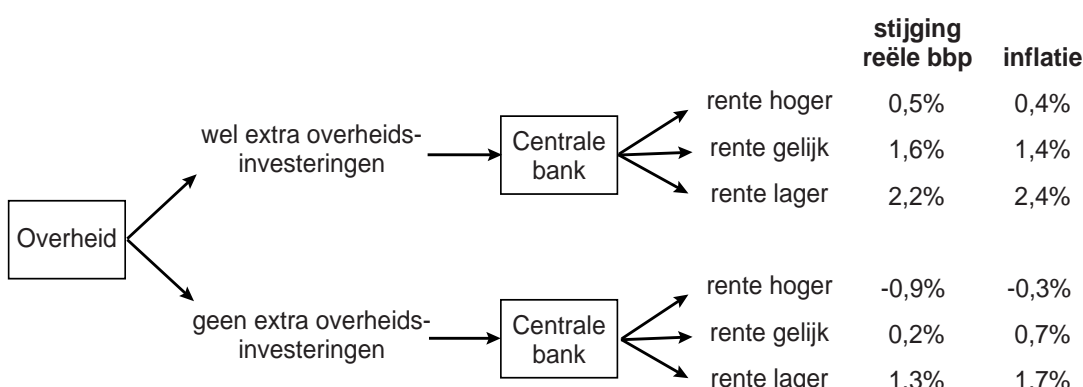 stijging
reële bbp inflatie
rente hoger 0,5% 0,4%
wel extra overheids-
investeringen
Centrale
bank
rente gelijk 1,6% 1,4%
rente lager 2,2% 2,4%
Overheid
rente hoger -0,9% -0,3%
geen extra overheids-
investeringen
Centrale
bank
rente gelijk 0,2% 0,7%
rente lager 1,3% 1,7%